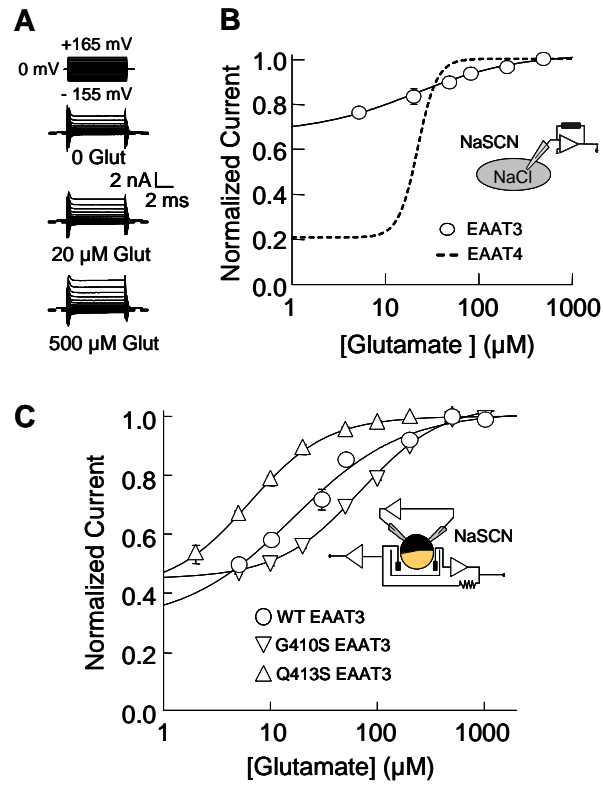 A
+165 mV
0 mV
- 155 mV
0 Glut
2 nA
2 ms
20 µM Glut
500 µM Glut
B
Normalized Current
1.0
0.8
0.6
0.4
0.2
0.0
NaSCN
NaCl
EAAT3
EAAT4
1 10 100 1000
[Glutamate ] (µM)
C
Normalized Current
1.0
0.8
0.6
0.4
0.2
0.0
NaSCN
WT EAAT3
G410S EAAT3
Q413S EAAT3
1 10 100 1000
[Glutamate] (µM)